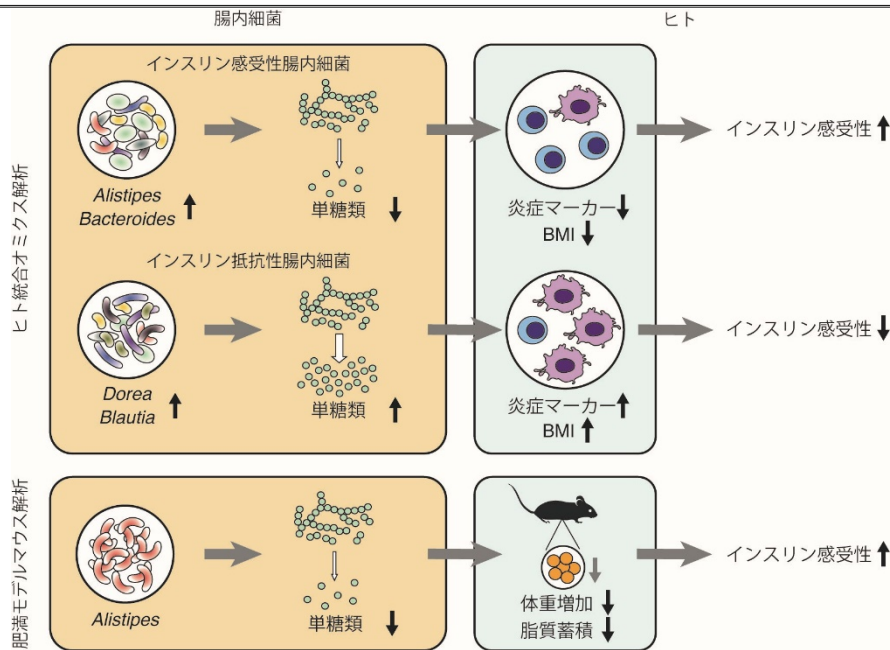 腸内細菌
ヒト
ヒト統合オミクス解析
インスリン感受性腸内細菌
Alistipes
Bacteroides
単糖類
炎症マーカー
BMI
インスリン感受性
インスリン抵抗性腸内細菌
Dorea
Blautia
単糖類
炎症マーカー
BMI
インスリン感受性
肥満モデルマウス解析
Alistipes
単糖類
体重増加
脂質蓄積
インスリン感受性